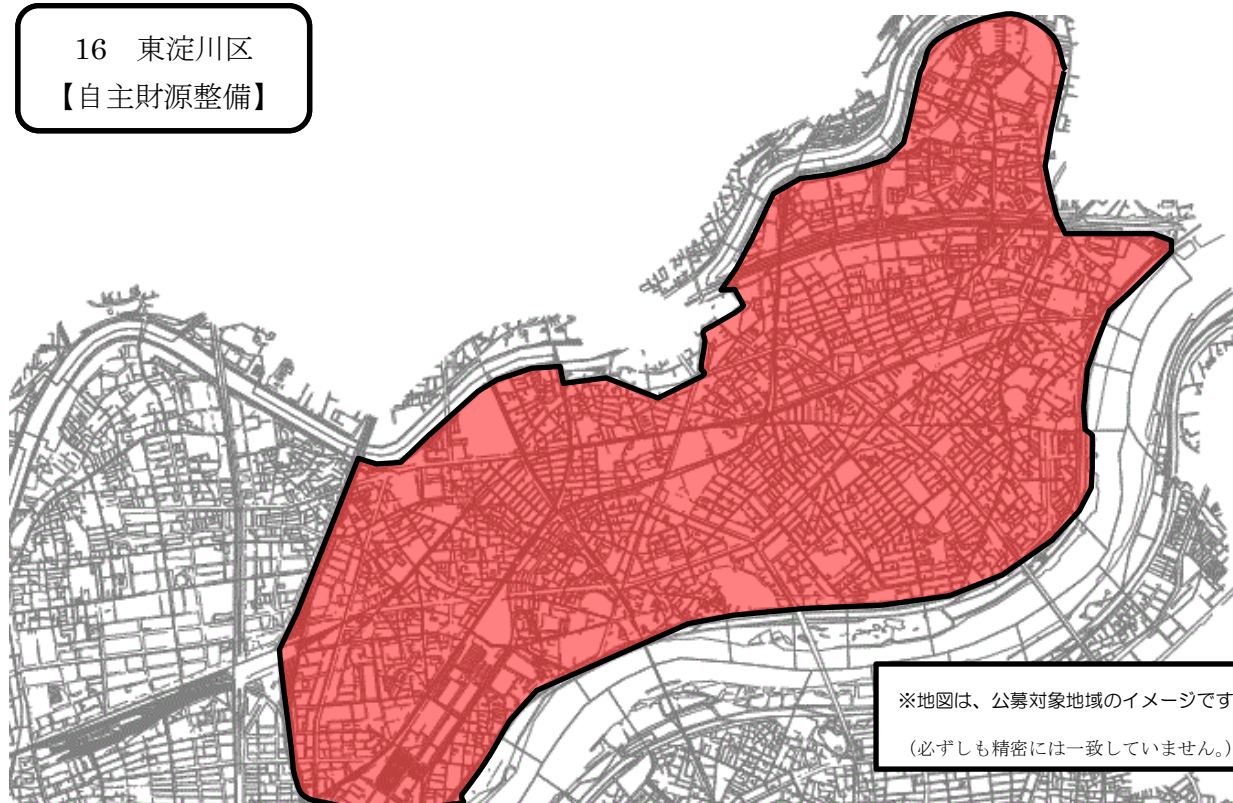 16　東淀川区
【自主財源整備】
※地図は、公募対象地域のイメージです
（必ずしも精密には一致していません。）